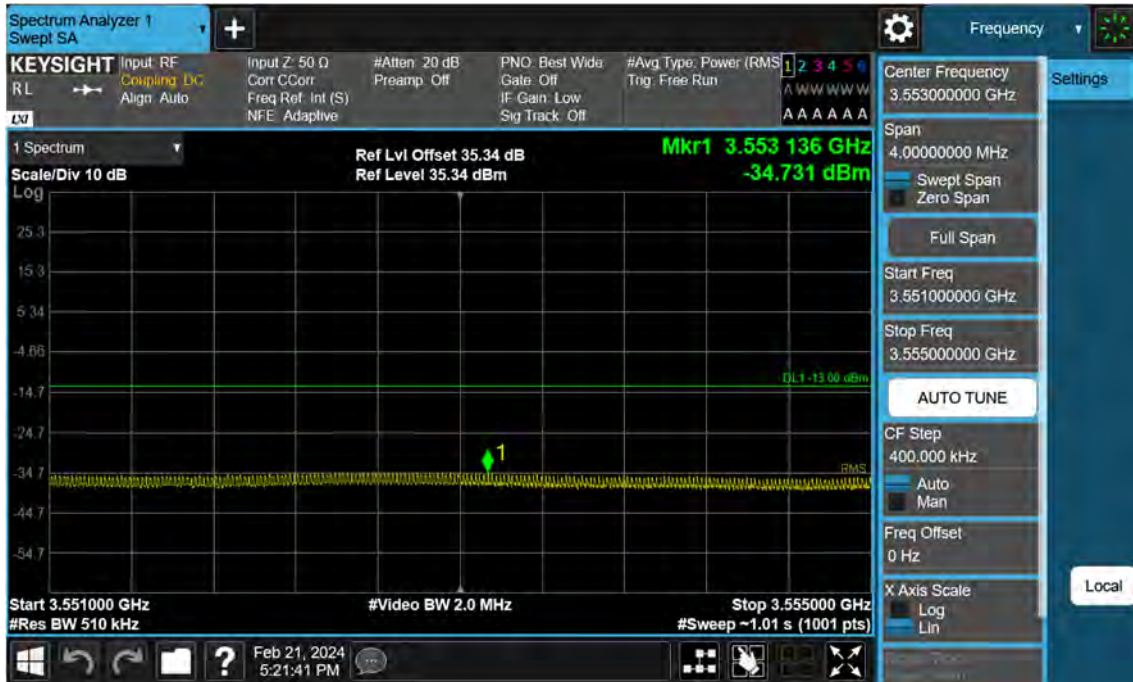 Spectrum Analyzer 1
Swept SA
Frequency
KEYSIGHT
RL
LXI
Input: RF
Coupling: DC
Align: Auto
Input Z: 50 Ω
Corr CCorr
Freq Ref: Int (S)
NFE: Adaptive
#Atten: 20 dB
Preamp: Off
PNO: Best Wide
Gate: Off
IF Gain: Low
Sig Track: Off
#Avg Type: Power (RMS
Trig: Free Run
1 2 3 4 5 6
A W W W W W
A A A A A A
1 Spectrum
Scale/Div 10 dB
Ref Lvl Offset 35.34 dB
Ref Level 35.34 dBm
Mkr1 3.553 136 GHz
-34.731 dBm
Log
25.3
15.3
5.34
-4.66
DL1 -13.00 dBm
-14.7
-24.7
1
-34.7
RMS
-44.7
-54.7
Start 3.551000 GHz
#Video BW 2.0 MHz
Stop 3.555000 GHz
#Res BW 510 kHz
#Sweep ~1.01 s (1001 pts)
Center Frequency
3.553000000 GHz
Settings
Span
4.00000000 MHz
Swept Span
Zero Span
Full Span
Start Freq
3.551000000 GHz
Stop Freq
3.555000000 GHz
AUTO TUNE
CF Step
400.000 kHz
Auto
Man
Freq Offset
0 Hz
X Axis Scale
Log
Lin
Local
?
Feb 21, 2024
5:21:41 PM